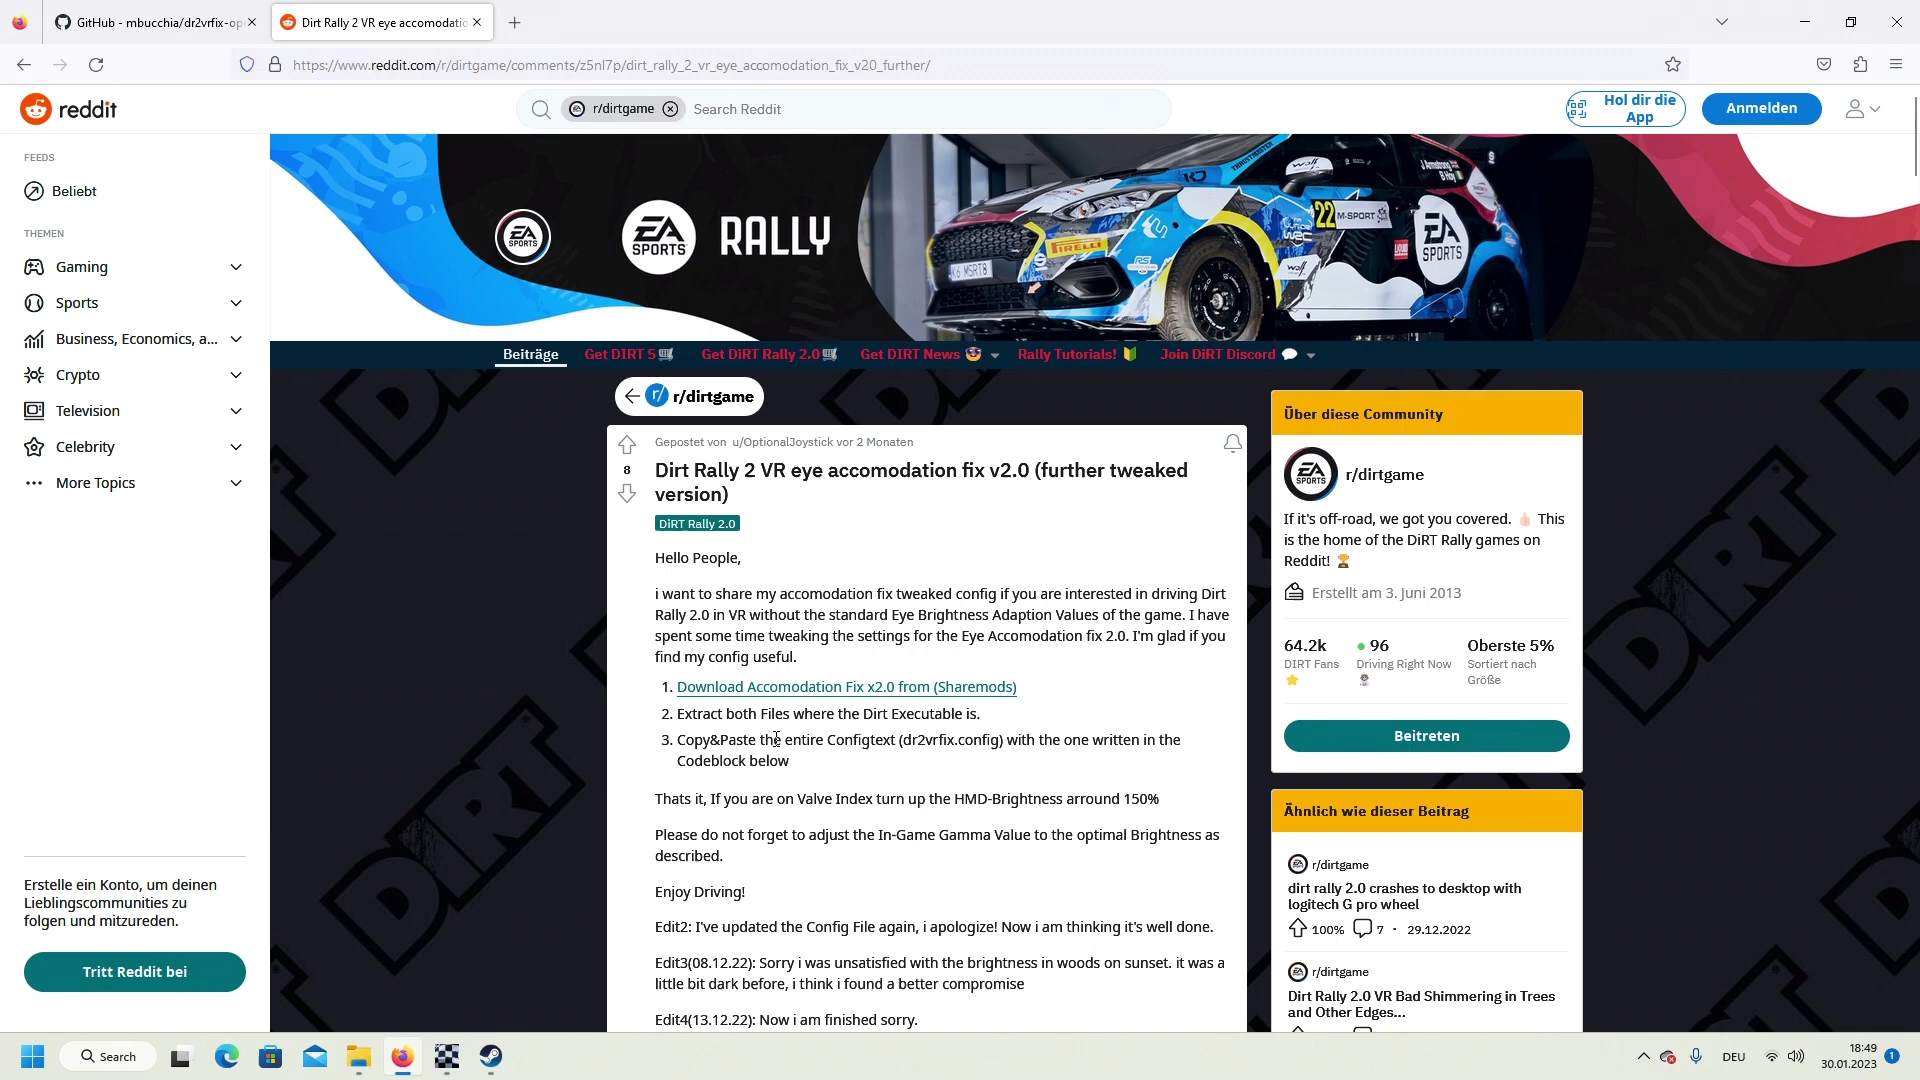 GitHub - mbucchia/dr2vrfix-op
Dirt Rally 2 VR eye accomodatio
https://www.reddit.com/r/dirtgame/comments/z5nl7p/dirt_rally_2_vr_eye_accomodation_fix_v20_further/
reddit
r/dirtgame
Search Reddit
Hol dir die
App
Anmelden
FEEDS
Beliebt
THEMEN
Gaming
Sports
Business, Economics, a...
Crypto
Television
Celebrity
More Topics
Erstelle ein Konto, um deinen
Lieblingscommunities zu
folgen und mitzureden.
Tritt Reddit bei
EA
SPORTS
EA
SPORTS
RALLY
THRUSTMASTER
J Armstrong
B Hoy
22
M-SPORT
EA
SPORTS
PIRELLI
K6 MSRT8
Beiträge
Get DIRT 5
Get DiRT Rally 2.0
Get DIRT News
Rally Tutorials!
Join DiRT Discord
r/dirtgame
Gepostet von u/OptionalJoystick vor 2 Monaten
8
Dirt Rally 2 VR eye accomodation fix v2.0 (further tweaked
version)
DiRT Rally 2.0
Hello People,
i want to share my accomodation fix tweaked config if you are interested in driving Dirt
Rally 2.0 in VR without the standard Eye Brightness Adaption Values of the game. I have
spent some time tweaking the settings for the Eye Accomodation fix 2.0. I'm glad if you
find my config useful.
1. Download Accomodation Fix x2.0 from (Sharemods)
2. Extract both Files where the Dirt Executable is.
3. Copy&Paste the entire Configtext (dr2vrfix.config) with the one written in the
Codeblock below
Thats it, If you are on Valve Index turn up the HMD-Brightness arround 150%
Please do not forget to adjust the In-Game Gamma Value to the optimal Brightness as
described.
Enjoy Driving!
Edit2: I've updated the Config File again, i apologize! Now i am thinking it's well done.
Edit3(08.12.22): Sorry i was unsatisfied with the brightness in woods on sunset. it was a
little bit dark before, i think i found a better compromise
Edit4(13.12.22): Now i am finished sorry.
Über diese Community
r/dirtgame
If it's off-road, we got you covered. This
is the home of the DiRT Rally games on
Reddit!
Erstellt am 3. Juni 2013
64.2k
DIRT Fans
96
Driving Right Now
Oberste 5%
Sortiert nach
Größe
Beitreten
Ähnlich wie dieser Beitrag
r/dirtgame
dirt rally 2.0 crashes to desktop with
logitech G pro wheel
100% 7 · 29.12.2022
r/dirtgame
Dirt Rally 2.0 VR Bad Shimmering in Trees
and Other Edges...
Search
DEU
18:49
30.01.2023
1